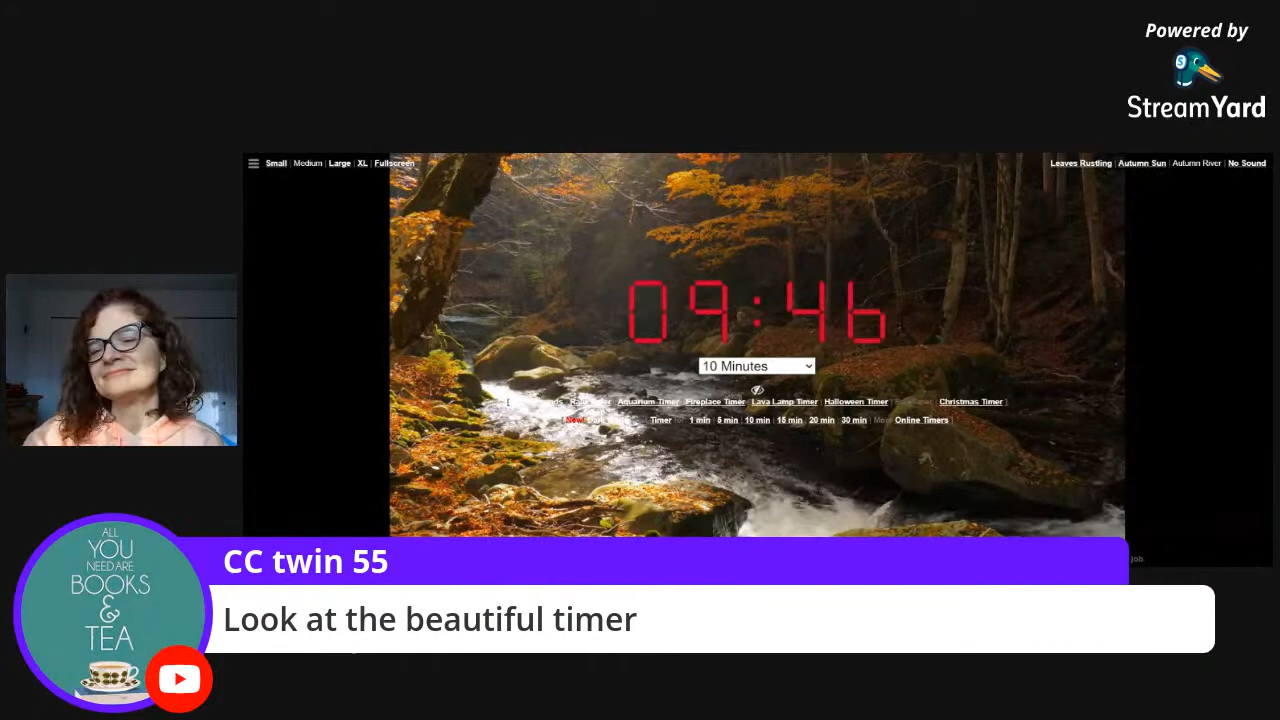 Powered by
StreamYard
Small | Medium | Large | XL | Fullscreen
Leaves Rustling | Autumn Sun | Autumn River | No Sound
09:46
10 Minutes
Aquarium Timer Fireplace Timer Lava Lamp Timer Halloween Timer Christmas Timer
New! Timer 1 min | 5 min | 10 min | 15 min | 20 min | 30 min Online Timers
job
CC twin 55
Look at the beautiful timer
ALL
YOU
NEED ARE
BOOKS
&
TEA